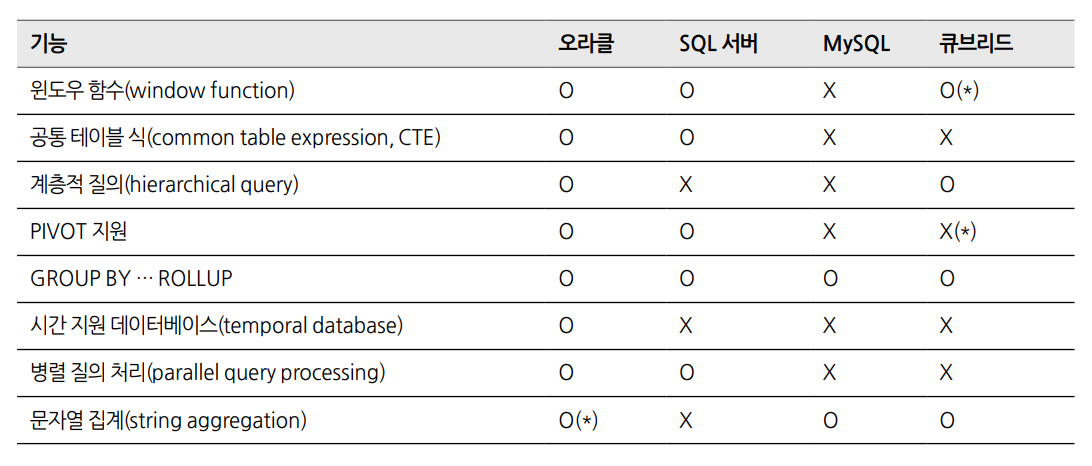 기능 오라클 SQL 서버 MySQL 큐브리드
윈도우 함수(window function) O O X O(*)
공통 테이블 식(common table expression, CTE) O O X X
계층적 질의(hierarchical query) O X X O
PIVOT 지원 O O X X(*)
GROUP BY … ROLLUP O O O O
시간 지원 데이터베이스(temporal database) O X X X
병렬 질의 처리(parallel query processing) O O X X
문자열 집계(string aggregation) O(*) X O O